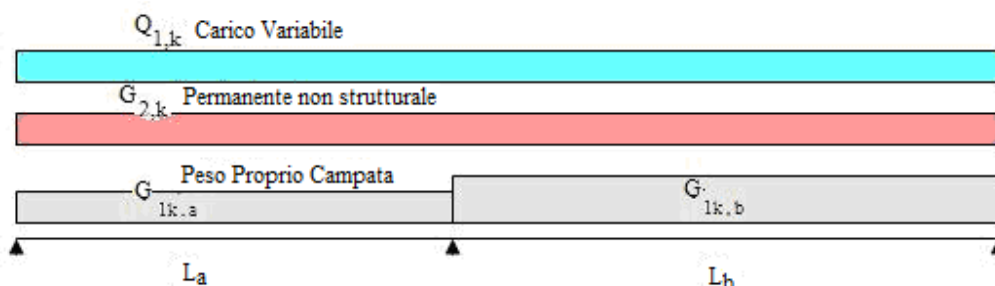 Q1,k Carico Variabile
G2,k Permanente non strutturale
Peso Proprio Campata
G1k,a
G1k,b
La
Lb